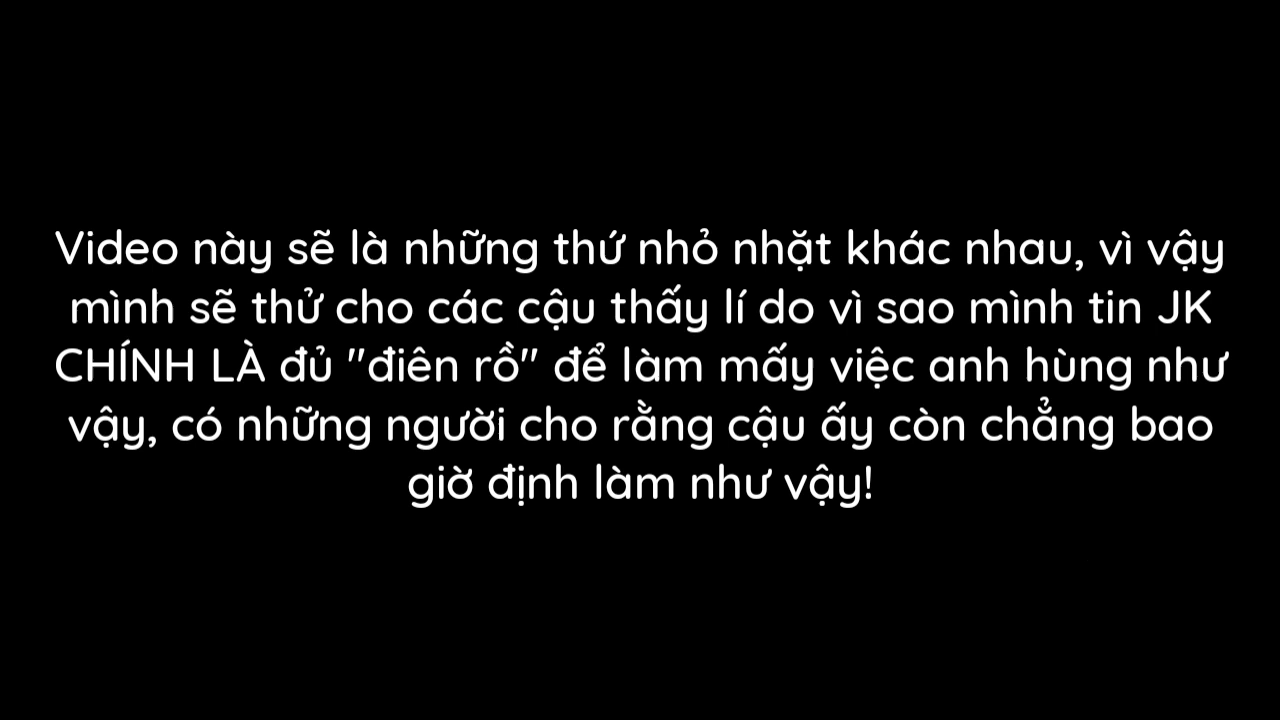 Video này sẽ là những thứ nhỏ nhặt khác nhau, vì vậy
mình sẽ thử cho các cậu thấy lí do vì sao mình tin JK
CHÍNH LÀ đủ "điên rồ" để làm mấy việc anh hùng như
vậy, có những người cho rằng cậu ấy còn chẳng bao
giờ định làm như vậy!